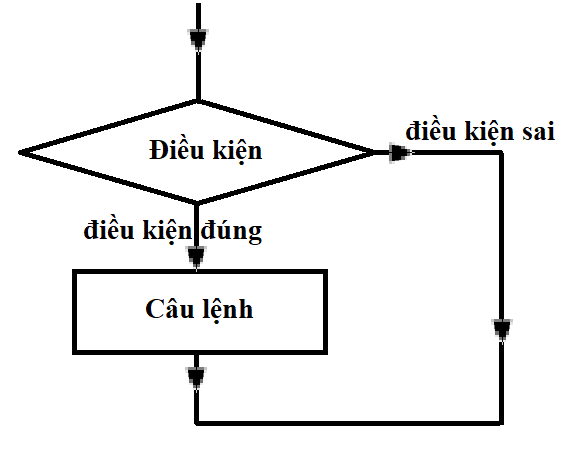 điều kiện sai
Điều kiện
điều kiện đúng
Câu lệnh